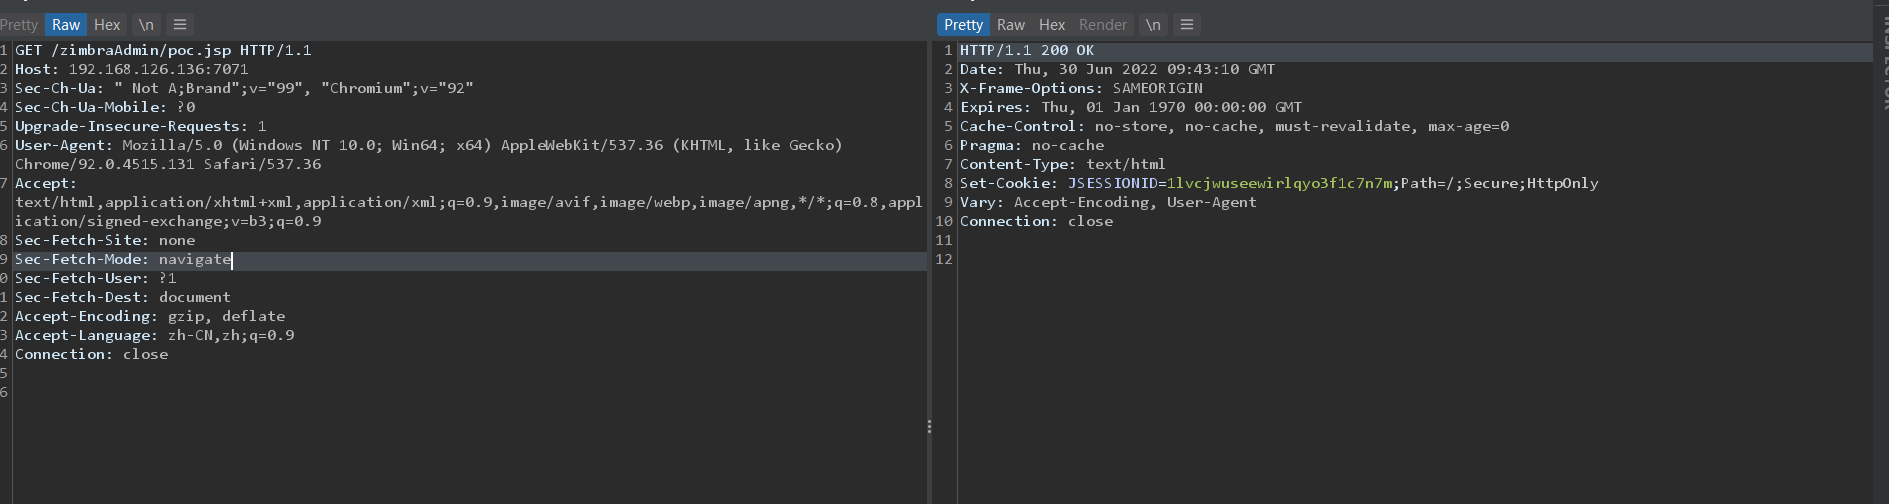 Pretty Raw Hex \n
1 GET /zimbraAdmin/poc.jsp HTTP/1.1
2 Host: 192.168.126.136:7071
3 Sec-Ch-Ua: " Not A;Brand";v="99", "Chromium";v="92"
4 Sec-Ch-Ua-Mobile: ?0
5 Upgrade-Insecure-Requests: 1
6 User-Agent: Mozilla/5.0 (Windows NT 10.0; Win64; x64) AppleWebKit/537.36 (KHTML, like Gecko)
Chrome/92.0.4515.131 Safari/537.36
7 Accept:
text/html,application/xhtml+xml,application/xml;q=0.9,image/avif,image/webp,image/apng,*/*;q=0.8,appl
ication/signed-exchange;v=b3;q=0.9
8 Sec-Fetch-Site: none
9 Sec-Fetch-Mode: navigate
0 Sec-Fetch-User: ?1
1 Sec-Fetch-Dest: document
2 Accept-Encoding: gzip, deflate
3 Accept-Language: zh-CN,zh;q=0.9
4 Connection: close
5
6
Pretty Raw Hex Render \n
1 HTTP/1.1 200 OK
2 Date: Thu, 30 Jun 2022 09:43:10 GMT
3 X-Frame-Options: SAMEORIGIN
4 Expires: Thu, 01 Jan 1970 00:00:00 GMT
5 Cache-Control: no-store, no-cache, must-revalidate, max-age=0
6 Pragma: no-cache
7 Content-Type: text/html
8 Set-Cookie: JSESSIONID=1lvcjwuseewirlqyo3f1c7n7m;Path=/;Secure;HttpOnly
9 Vary: Accept-Encoding, User-Agent
10 Connection: close
11
12